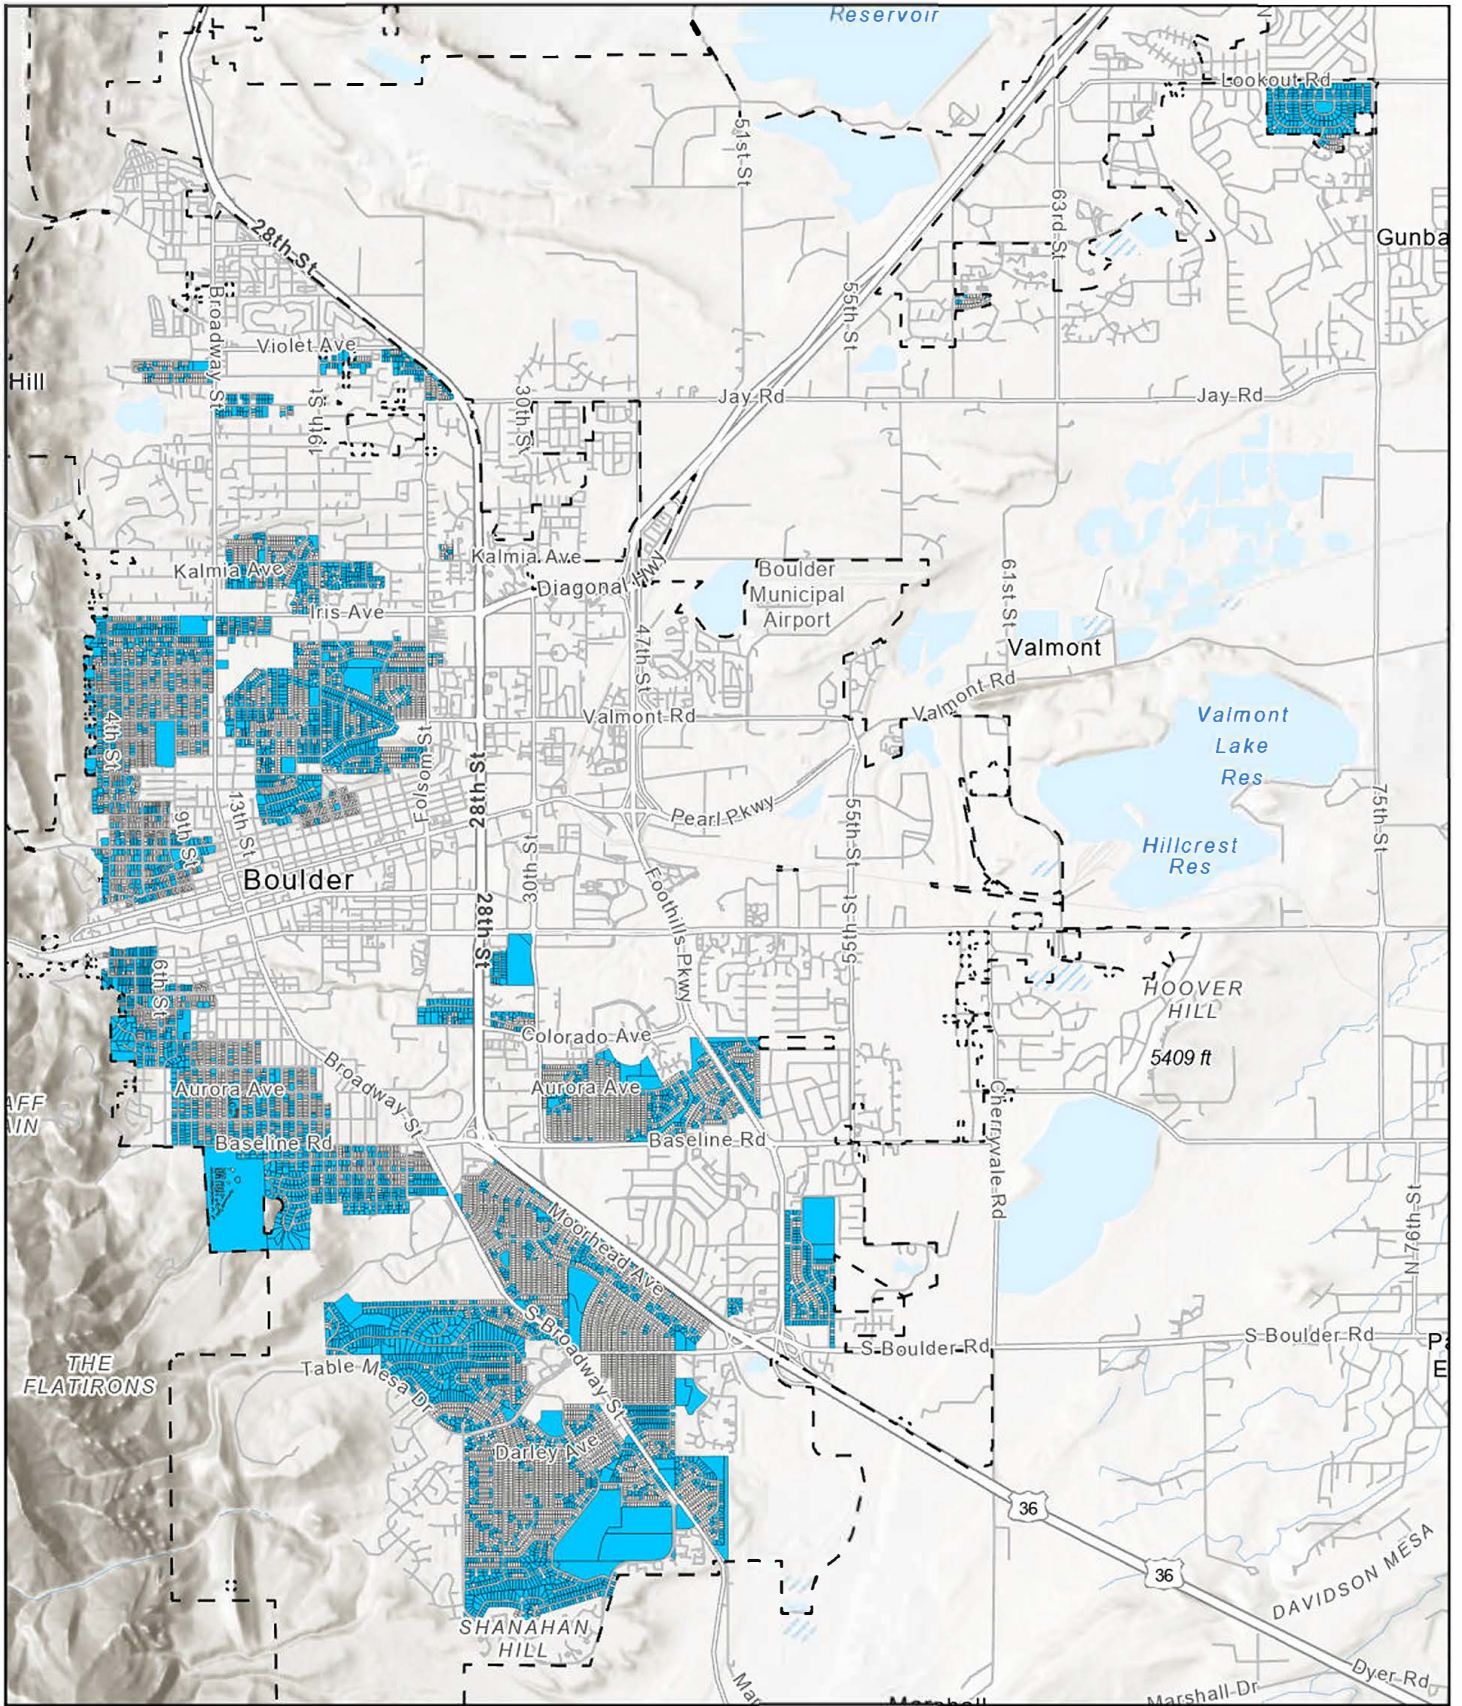 Reservoir
Lookout Rd
51st St
63rd St
28th St
Gunba
55th St
Broadway St
Violet Ave
Hill
19th St
30th St
Jay Rd
Jay Rd
Kalmia Ave
Kalmia Ave
Diagonal Hwy
Boulder
Municipal
Airport
61st St
Iris Ave
47th St
Valmont
Valmont Rd
Valmont Rd
Valmont
Lake
Res
4th St
Folsom St
28th St
Pearl Pkwy
55th St
75th St
9th St
13th St
Hillcrest
Res
Boulder
30th St
Foothills Pkwy
28th St
55th St
6th St
HOOVER
HILL
5409 ft
Colorado Ave
Broadway St
Aurora Ave
Aurora Ave
Cherryvale Rd
AFF
AIN
Baseline Rd
Baseline Rd
Moorhead Ave
N 76th St
S Broadway St
S Boulder Rd
S Boulder Rd
THE
FLATIRONS
Table Mesa Dr
Darley Ave
36
36
DAVIDSON MESA
SHANAHAN
HILL
Dyer Rd
Marshall Dr
Marshall